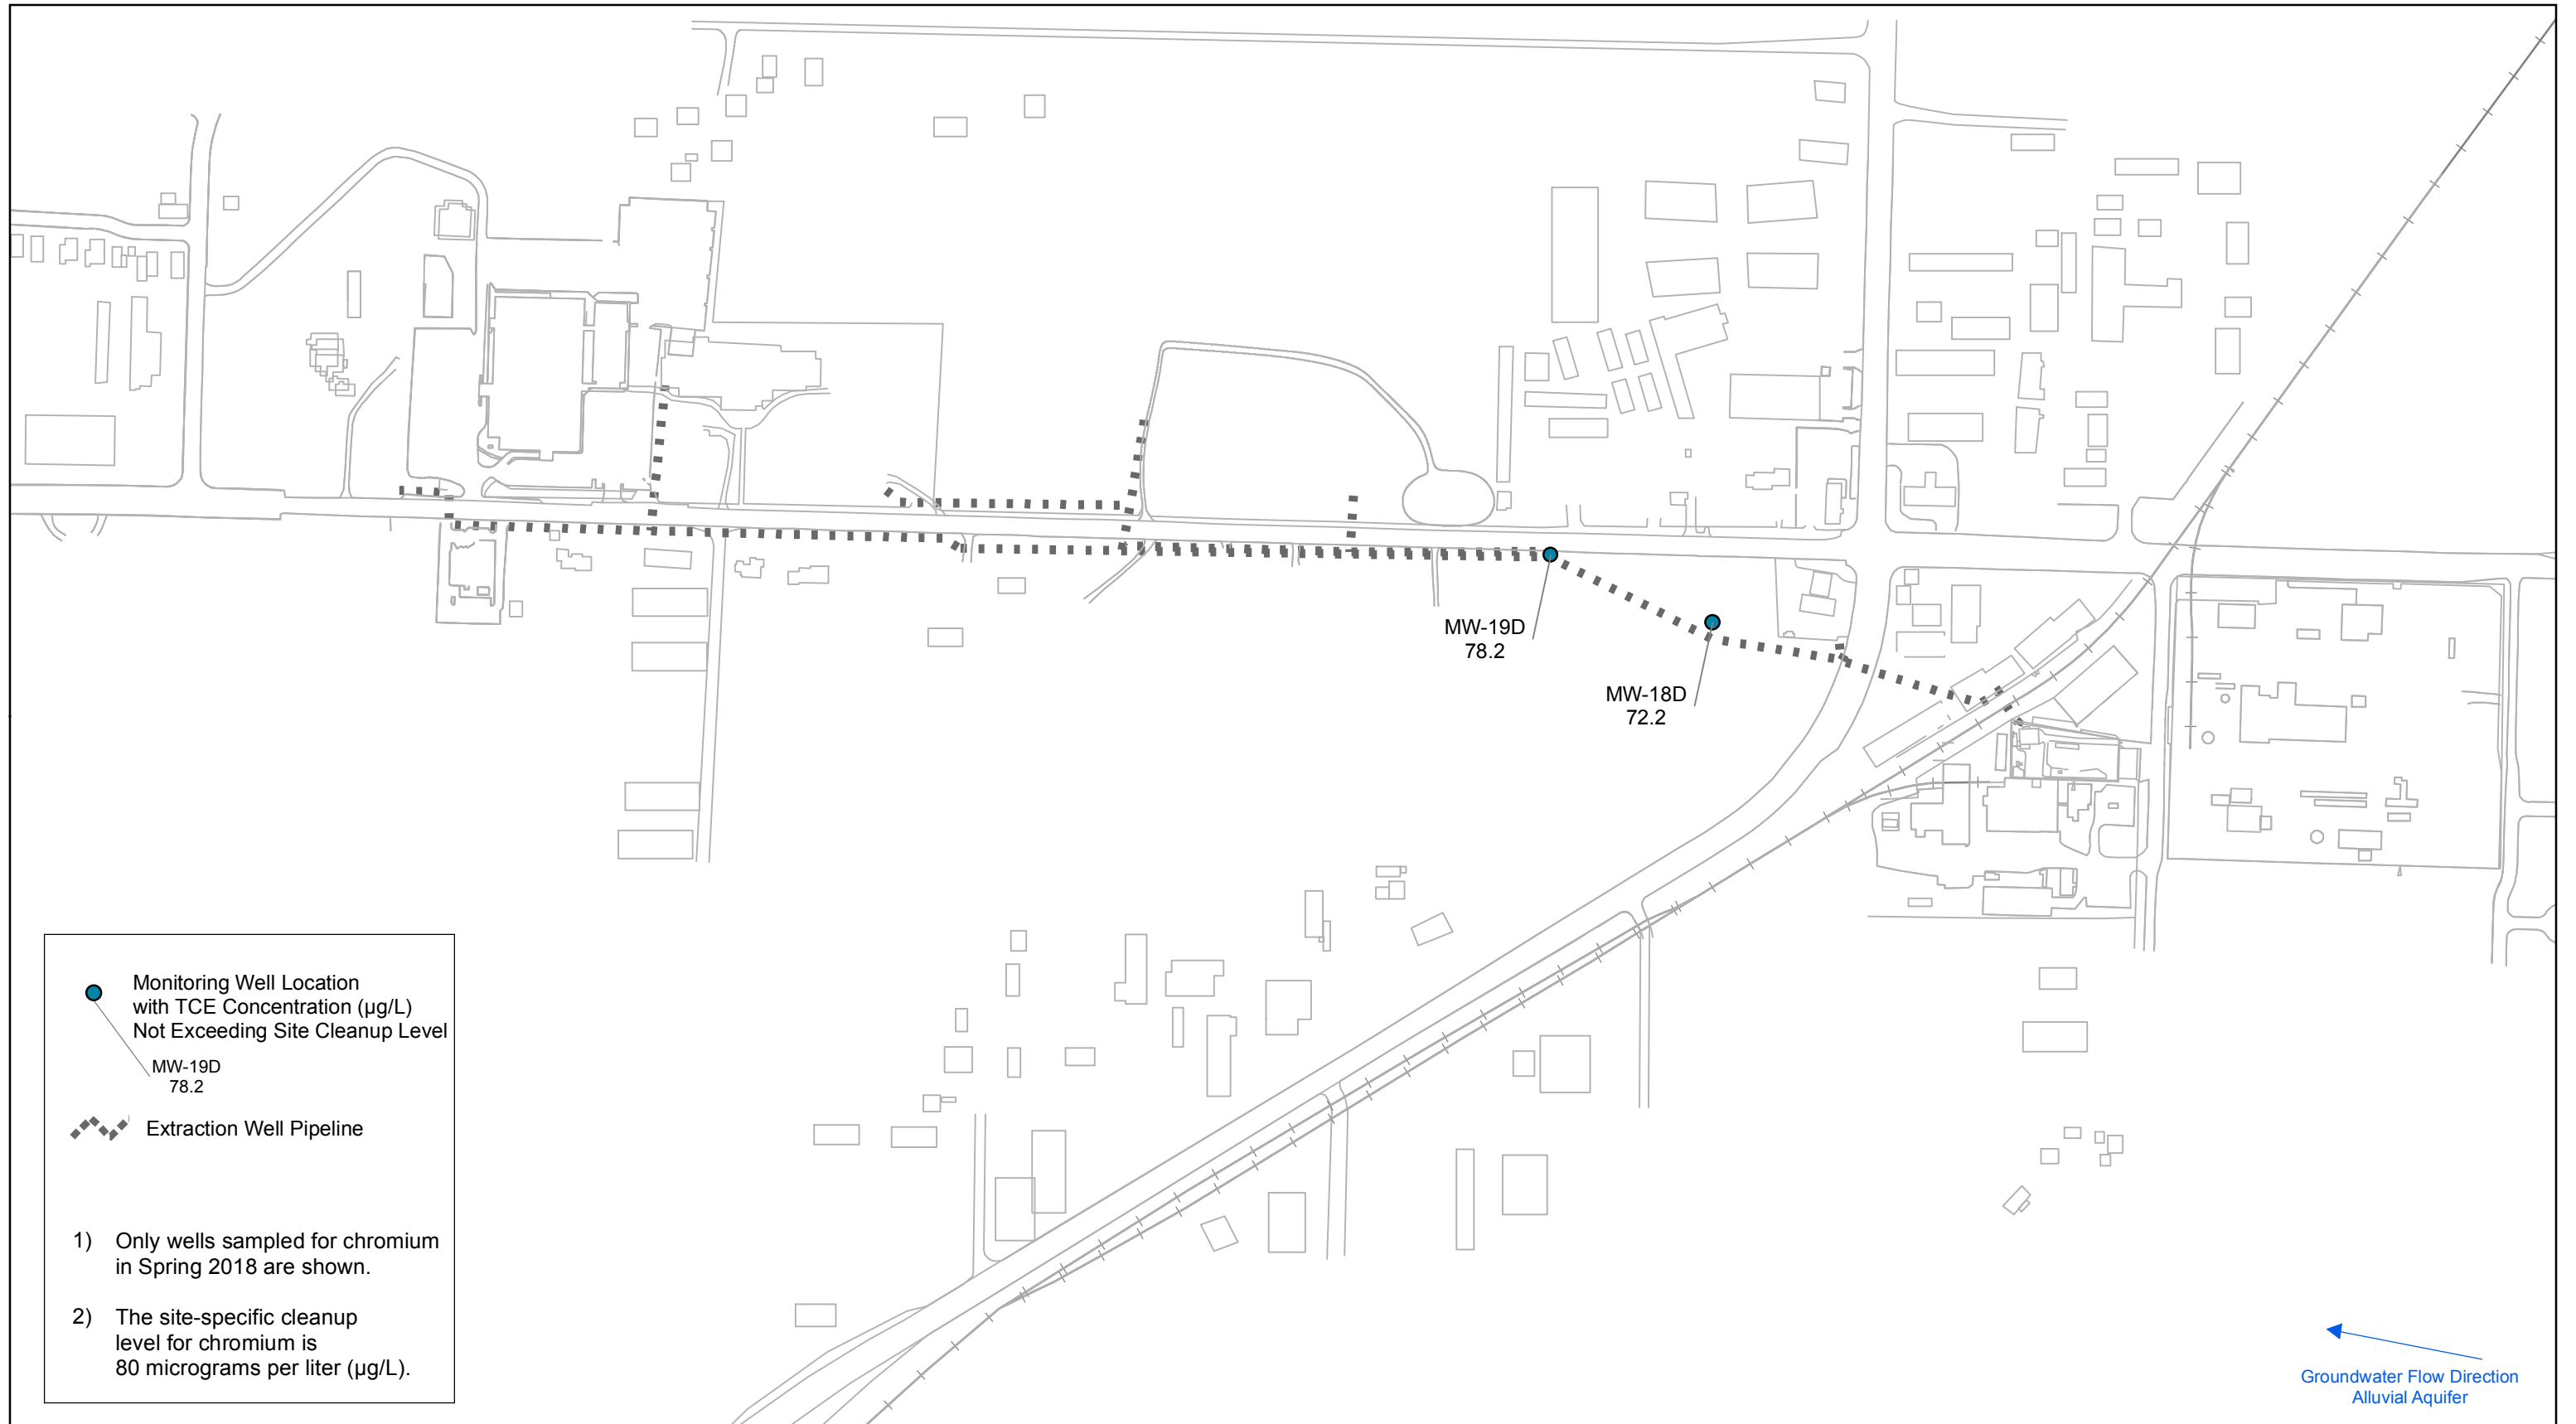 MW-19D
78.2
MW-18D
72.2
Monitoring Well Location
with TCE Concentration (µg/L)
Not Exceeding Site Cleanup Level
MW-19D
78.2
Extraction Well Pipeline
1) Only wells sampled for chromium
in Spring 2018 are shown.
2) The site-specific cleanup
level for chromium is
80 micrograms per liter (µg/L).
Groundwater Flow Direction
Alluvial Aquifer